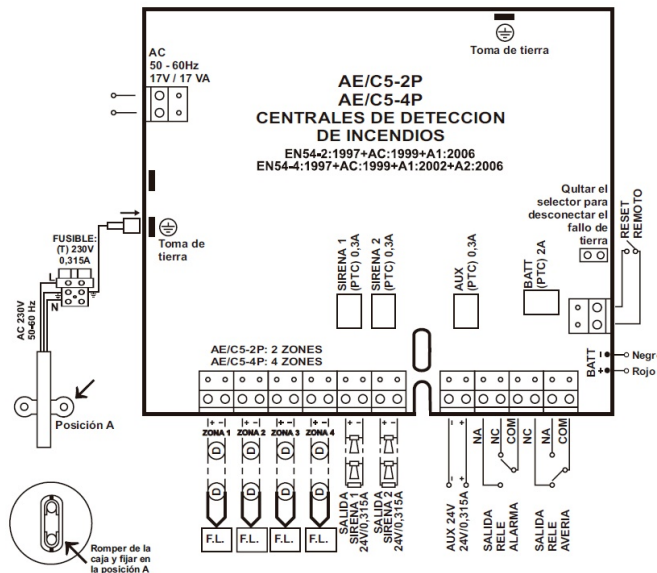 Toma de tierra
AC
50 - 60Hz
17V / 17 VA
AE/C5-2P
AE/C5-4P
CENTRALES DE DETECCION
DE INCENDIOS
EN54-2:1997+AC:1999+A1:2006
EN54-4:1997+AC:1999+A1:2002+A2:2006
Quitar el
selector para
desconectar el
fallo de
tierra
RESET
REMOTO
FUSIBLE:
(T) 230V
0,315A
Toma de
tierra
L
N
AC 230V
50-60 Hz
SIRENA 1
(PTC) 0,3A
SIRENA 2
(PTC) 0,3A
AUX
(PTC) 0,3A
BATT
(PTC) 2A
AE/C5-2P: 2 ZONES
AE/C5-4P: 4 ZONES
BATT
- Negro
+ Rojo
Posición A
+ - + - + - + - + - + -
ZONA 1 ZONA 2 ZONA 3 ZONA 4
D D D D
D D D D
F.L. F.L. F.L. F.L.
SALIDA
SIRENA 1
24V/0,315A
SALIDA
SIRENA 2
24V/0,315A
- +
AUX 24V
24V/0,315A
NA
NC
COM
NC
NA
COM
SALIDA
RELE
ALARMA
SALIDA
RELE
AVERIA
Romper de la
caja y fijar en
la posición A